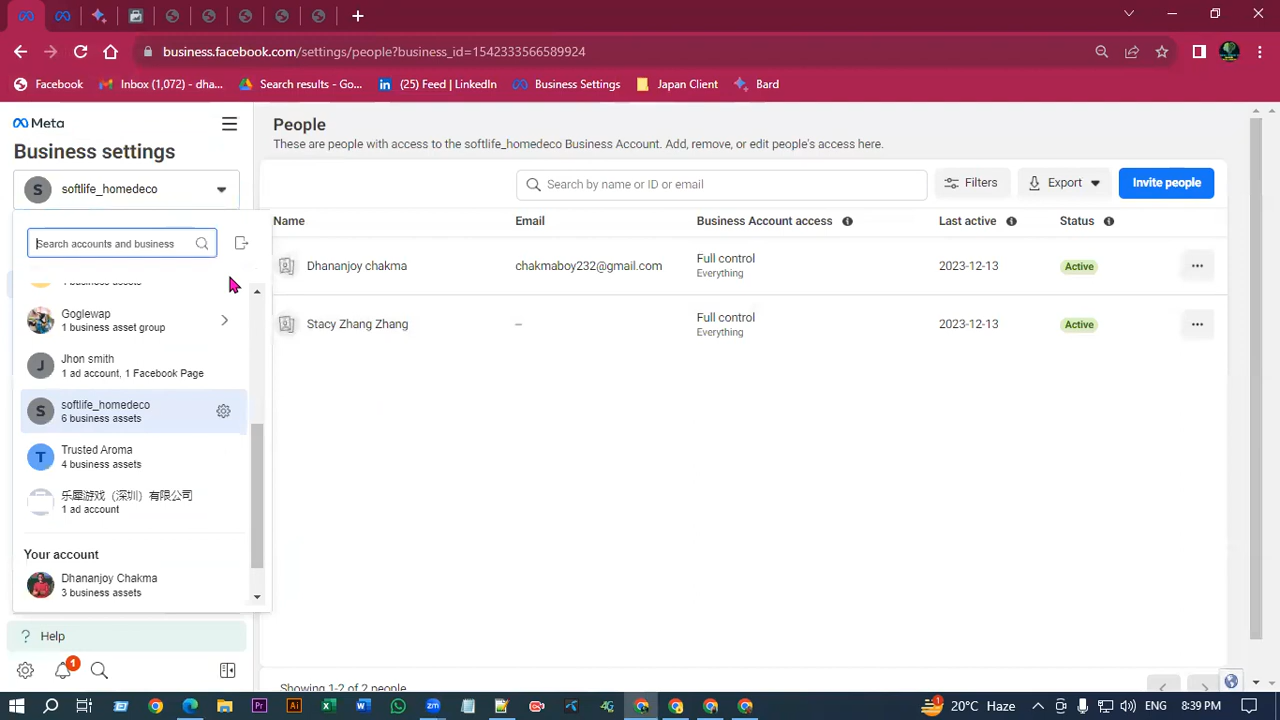 business.facebook.com/settings/people?business_id=1542333566589924
Facebook
Inbox (1,072) - dha...
Search results - Go...
(25) Feed | LinkedIn
Business Settings
Japan Client
Bard
Meta
Business settings
S
softlife_homedeco
Search accounts and business
Goglewap
1 business asset group
J
Jhon smith
1 ad account, 1 Facebook Page
S
softlife_homedeco
6 business assets
T
Trusted Aroma
4 business assets
乐屋游戏（深圳）有限公司
1 ad account
Your account
Dhananjoy Chakma
3 business assets
? Help
1
People
These are people with access to the softlife_homedeco Business Account. Add, remove, or edit people's access here.
Search by name or ID or email
Filters
Export
Invite people
Name Email Business Account access Last active Status
Dhananjoy chakma chakmaboy232@gmail.com Full control 2023-12-13 Active
Everything
Stacy Zhang Zhang – Full control 2023-12-13 Active
Everything
Showing 1-2 of 2 people
20°C Haze ENG 8:39 PM